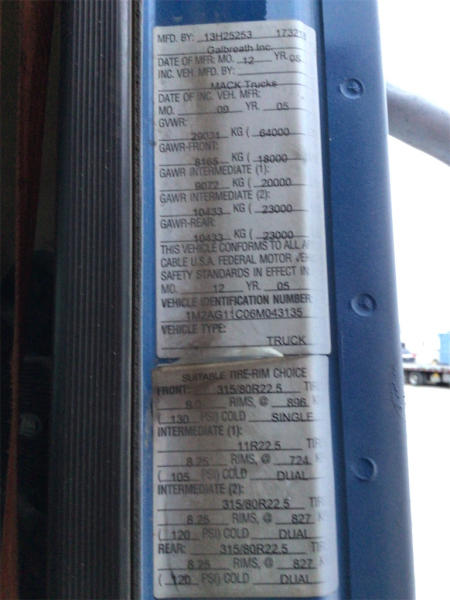 MFD. BY: 13H25253 17321
Galbreath Inc.
DATE OF MFR: MO. 12 YR. 05
INC. VEH. MFD. BY:
MACK Trucks
DATE OF INC. VEH. MFR:
MO. 09 YR. 05
GVWR:
29031 KG ( 64000
GAWR-FRONT:
8165 KG ( 18000
GAWR INTERMEDIATE (1):
9072 KG ( 20000
GAWR INTERMEDIATE (2):
10433 KG ( 23000
GAWR-REAR:
10433 KG ( 23000
THIS VEHICLE CONFORMS TO ALL AP
CABLE U.S.A. FEDERAL MOTOR VEH
SAFETY STANDARDS IN EFFECT IN
MO. 12 YR. 05
VEHICLE IDENTIFICATION NUMBER
1M2AG11C06M043135
VEHICLE TYPE:
TRUCK
SUITABLE TIRE-RIM CHOICE
FRONT: 315/80R22.5 TIR
9.0 RIMS, @ 896 K
( 130 PSI) COLD SINGLE
INTERMEDIATE (1):
11R22.5 TIR
8.25 RIMS, @ 724 K
( 105 PSI) COLD DUAL
INTERMEDIATE (2):
315/80R22.5 TIR
8.25 RIMS, @ 827 K
( 120 PSI) COLD DUAL
REAR: 315/80R22.5 TIR
8.25 RIMS, @ 827 K
( 120 PSI) COLD DUAL